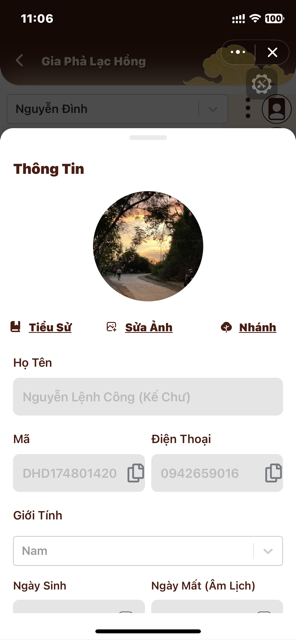 11:06
100
Gia Phả Lạc Hồng
Nguyễn Đình
Thông Tin
Tiểu Sử Sửa Ảnh Nhánh
Họ Tên
Nguyễn Lệnh Công (Kế Chư)
Mã Điện Thoại
DHD174801420 0942659016
Giới Tính
Nam
Ngày Sinh Ngày Mất (Âm Lịch)